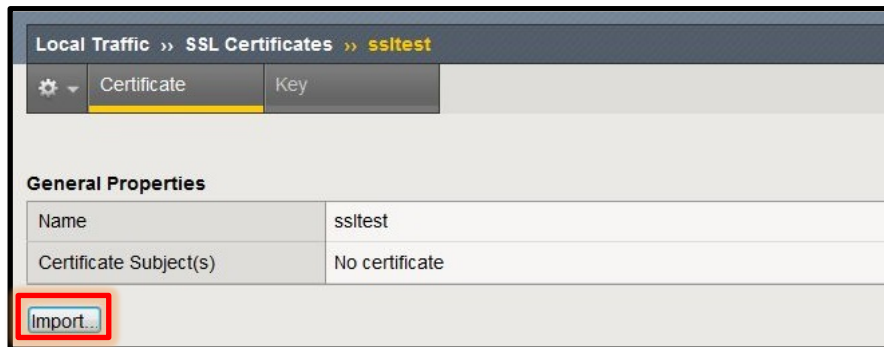 Local Traffic ›› SSL Certificates ›› ssltest
Certificate Key
General Properties
Name ssltest
Certificate Subject(s) No certificate
Import...